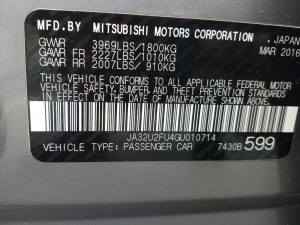 MFD.BY MITSUBISHI MOTORS CORPORATION, JAPAN
MAR 2016
GVWR 3969LBS/1800KG
GAWR FR 2227LBS/1010KG
GAWR RR 2007LBS/ 910KG
THIS VEHICLE CONFORMS TO ALL APPLICABLE
FEDERAL MOTOR VEHICLE SAFETY, BUMPER, AND
THEFT PREVENTION STANDARDS IN EFFECT ON
THE DATE OF MANUFACTURE SHOWN ABOVE.
JA32U2FU4GU010714
VEHICLE TYPE: PASSENGER CAR 7430B599